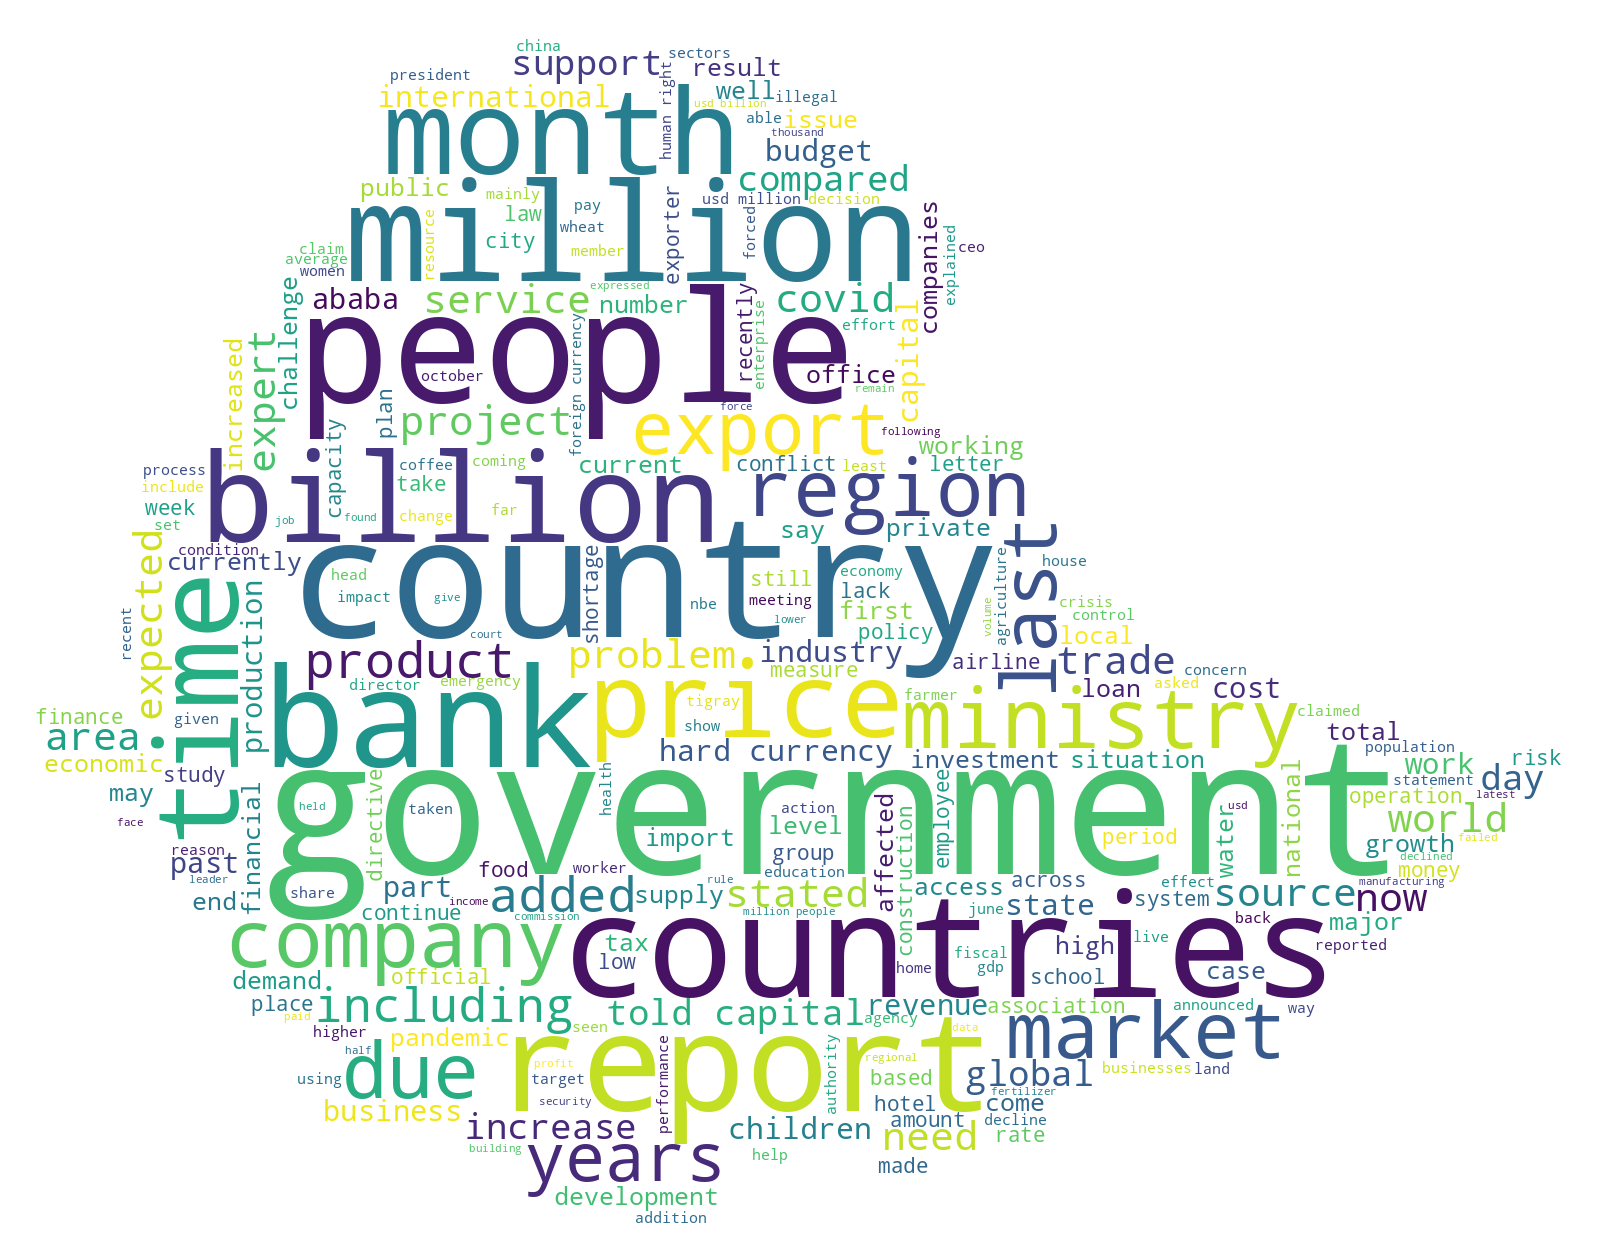 china
support
sectors
president
result
international
human right
usd billion
well
illegal
month
able
issue
thousand
budget
public
mainly
compared
million
law
pay
wheat
city
member
resource
exporter
usd million
decision
forced
companies
explained
ceo
claim
average
women
ababa
service
expressed
number
covid
challenge
people
recently
enterprise
effort
capital
increased
expert
october
foreign currency
office
remain
force
project
plan
export
following
working
process
include
week
set
billion
capacity
coffee
take
coming
current
conflict
least
letter
region
job
found
change
far
say
private
last
condition
currently
expected
country
head
impact
give
shortage
still
economy
meeting
nbe
lack
first
lower
policy
agriculture
volume
house
crisis
control
local
recent
time
production
court
product
problem
industry
measure
airline
trade
concern
director
emergency
bank
price
tigray
show
farmer
ministry
loan
asked
cost
claimed
finance
given
area
economic
study
hard currency
investment
situation
total
population
risk
may
face
financial
government
held
directive
taken
health
import
action
level
group
education
construction
employee
period
usd
water
national
work
statement
day
latest
operation
world
growth
failed
declined
money
reason
past
leader
end
share
part
continue
food
income
worker
added
commission
supply
rule
stated
million people
affected
access
across
state
june
system
effect
source
manufacturing
now
back
major
reported
company
official
tax
low
countries
home
fiscal
gdp
high
live
school
case
demand
place
including
told capital
revenue
association
announced
way
paid
higher
pandemic
seen
agency
data
market
half
due
report
profit
target
security
performance
authority
regional
based
global
fertilizer
businesses
land
using
business
hotel
come
amount
decline
increase
children
need
rate
building
years
help
made
development
addition